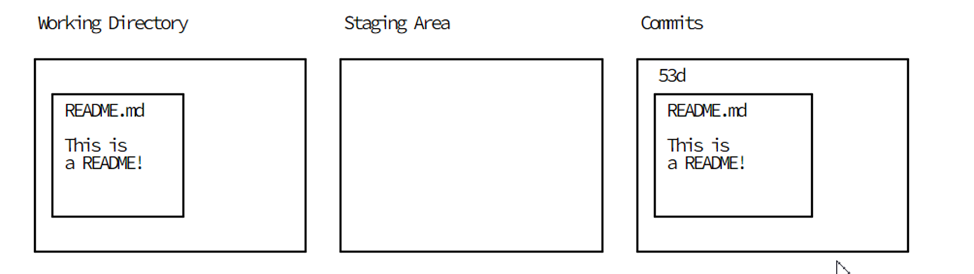 Working Directory
Staging Area
Commits
README.md
This is
a README!
53d
README.md
This is
a README!